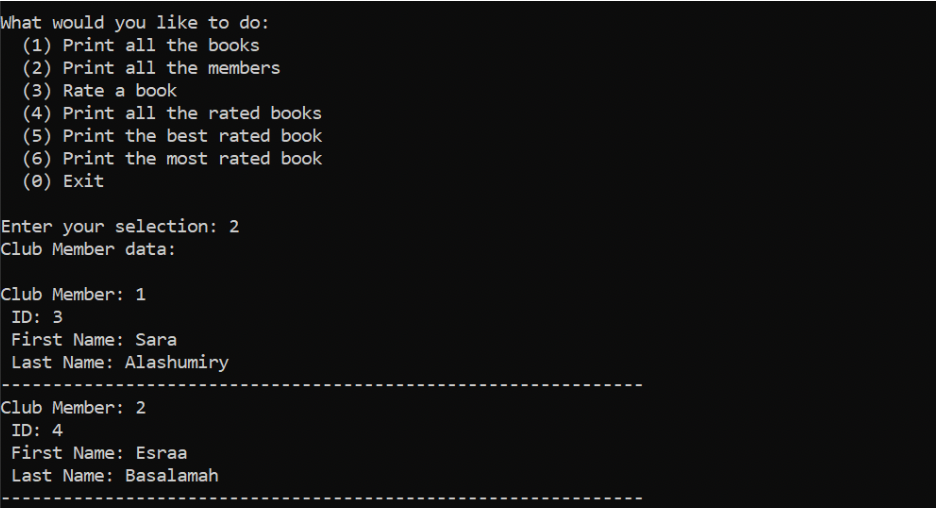 What would you like to do:
  (1) Print all the books
  (2) Print all the members
  (3) Rate a book
  (4) Print all the rated books
  (5) Print the best rated book
  (6) Print the most rated book
  (0) Exit

Enter your selection: 2
Club Member data:

Club Member: 1
 ID: 3
 First Name: Sara
 Last Name: Alashumiry
--------------------------------------------------------------
Club Member: 2
 ID: 4
 First Name: Esraa
 Last Name: Basalamah
--------------------------------------------------------------